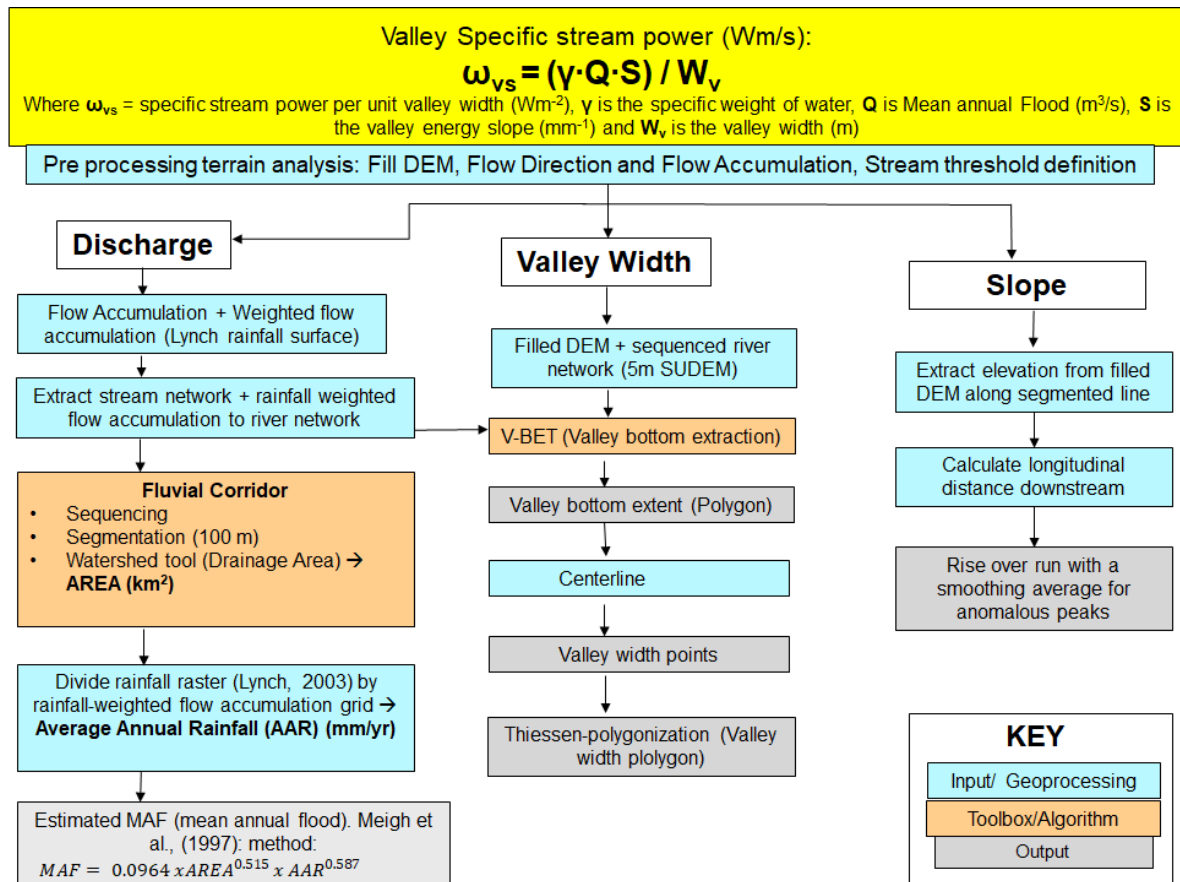 Valley Specific stream power (Wm/s):
ω_vs = (γ·Q·S) / W_v
Where ω_vs = specific stream power per unit valley width (Wm⁻²), γ is the specific weight of water, Q is Mean annual Flood (m³/s), S is
the valley energy slope (mm⁻¹) and W_v is the valley width (m)
Pre processing terrain analysis: Fill DEM, Flow Direction and Flow Accumulation, Stream threshold definition
Discharge
Flow Accumulation + Weighted flow
accumulation (Lynch rainfall surface)
Extract stream network + rainfall weighted
flow accumulation to river network
Fluvial Corridor
• Sequencing
• Segmentation (100 m)
• Watershed tool (Drainage Area) →
AREA (km²)
Divide rainfall raster (Lynch, 2003) by
rainfall-weighted flow accumulation grid →
Average Annual Rainfall (AAR) (mm/yr)
Estimated MAF (mean annual flood). Meigh et
al., (1997): method:
MAF = 0.0964 xAREA^0.515 x AAR^0.587
Valley Width
Filled DEM + sequenced river
network (5m SUDEM)
V-BET (Valley bottom extraction)
Valley bottom extent (Polygon)
Centerline
Valley width points
Thiessen-polygonization (Valley
width plolygon)
Slope
Extract elevation from filled
DEM along segmented line
Calculate longitudinal
distance downstream
Rise over run with a
smoothing average for
anomalous peaks
KEY
Input/ Geoprocessing
Toolbox/Algorithm
Output